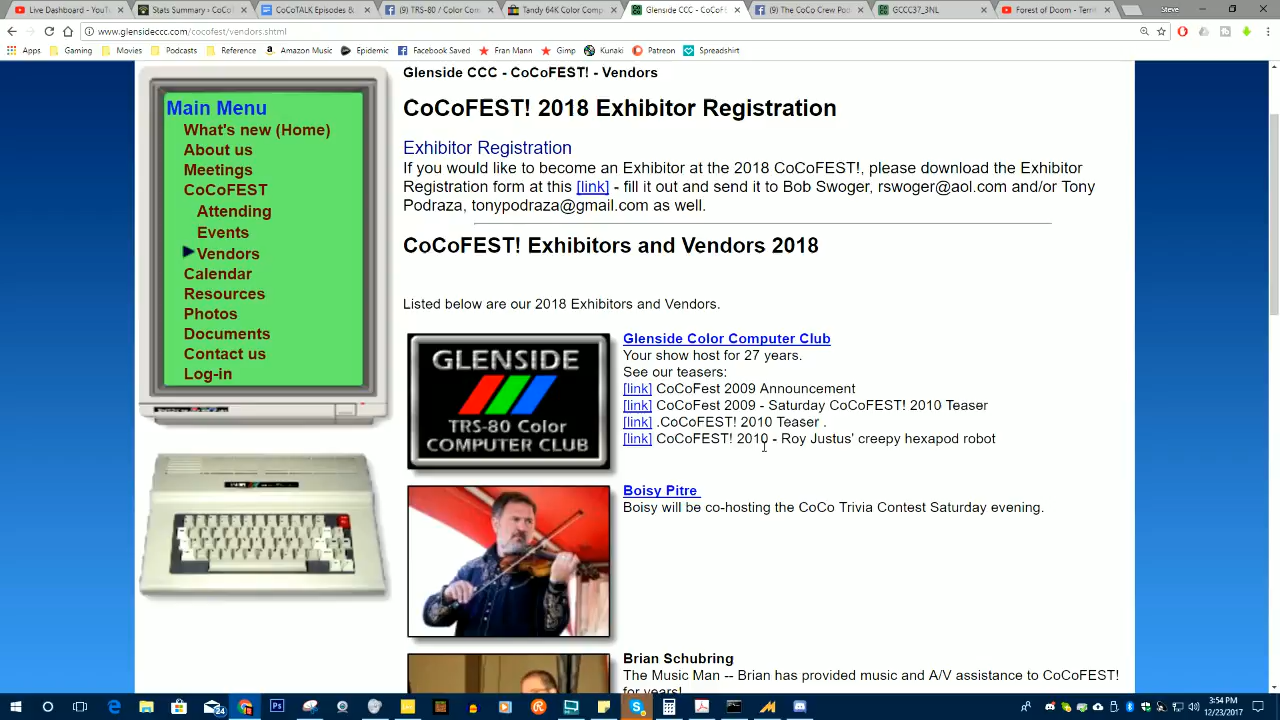 Live Dashboard - YouT
Stats Summary ‹ CoCoT
CoCoTALK Episodes &
(9) TRS-80 / Color Com
Tandy 64K Color Comp
Glenside CCC - CoCoFE
(9) The CoCo Crew Pod
GCCC37_3.NL
Forest of Doom - Terr
Steve
www.glensideccc.com/cocofest/vendors.shtml
Apps
Gaming
Movies
Podcasts
Reference
Amazon Music
Epidemic
Facebook Saved
Fran Mann
Gimp
Kunaki
Patreon
Spreadshirt
Main Menu
What's new (Home)
About us
Meetings
CoCoFEST
Attending
Events
Vendors
Calendar
Resources
Photos
Documents
Contact us
Log-in
Glenside CCC - CoCoFEST! - Vendors
CoCoFEST! 2018 Exhibitor Registration
Exhibitor Registration
If you would like to become an Exhibitor at the 2018 CoCoFEST!, please download the Exhibitor
Registration form at this [link] - fill it out and send it to Bob Swoger, rswoger@aol.com and/or Tony
Podraza, tonypodraza@gmail.com as well.
CoCoFEST! Exhibitors and Vendors 2018
Listed below are our 2018 Exhibitors and Vendors.
GLENSIDE
TRS-80 Color
COMPUTER CLUB
Glenside Color Computer Club
Your show host for 27 years.
See our teasers:
[link] CoCoFest 2009 Announcement
[link] CoCoFest 2009 - Saturday CoCoFEST! 2010 Teaser
[link] .CoCoFEST! 2010 Teaser .
[link] CoCoFEST! 2010 - Roy Justus' creepy hexapod robot
Boisy Pitre
Boisy will be co-hosting the CoCo Trivia Contest Saturday evening.
Brian Schubring
The Music Man -- Brian has provided music and A/V assistance to CoCoFEST!
for years!
3:54 PM
12/23/2017